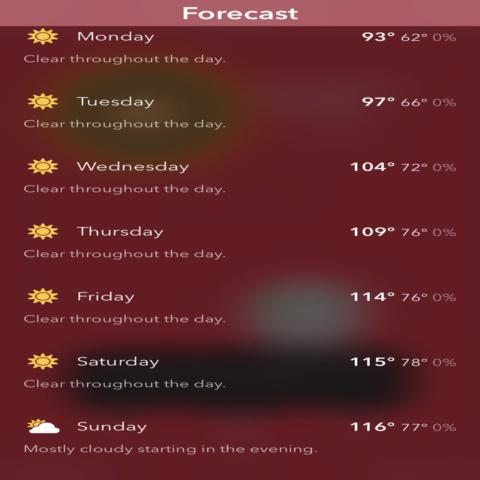 Forecast
Monday 93° 62° 0%
Clear throughout the day.
Tuesday 97° 66° 0%
Clear throughout the day.
Wednesday 104° 72° 0%
Clear throughout the day.
Thursday 109° 76° 0%
Clear throughout the day.
Friday 114° 76° 0%
Clear throughout the day.
Saturday 115° 78° 0%
Clear throughout the day.
Sunday 116° 77° 0%
Mostly cloudy starting in the evening.